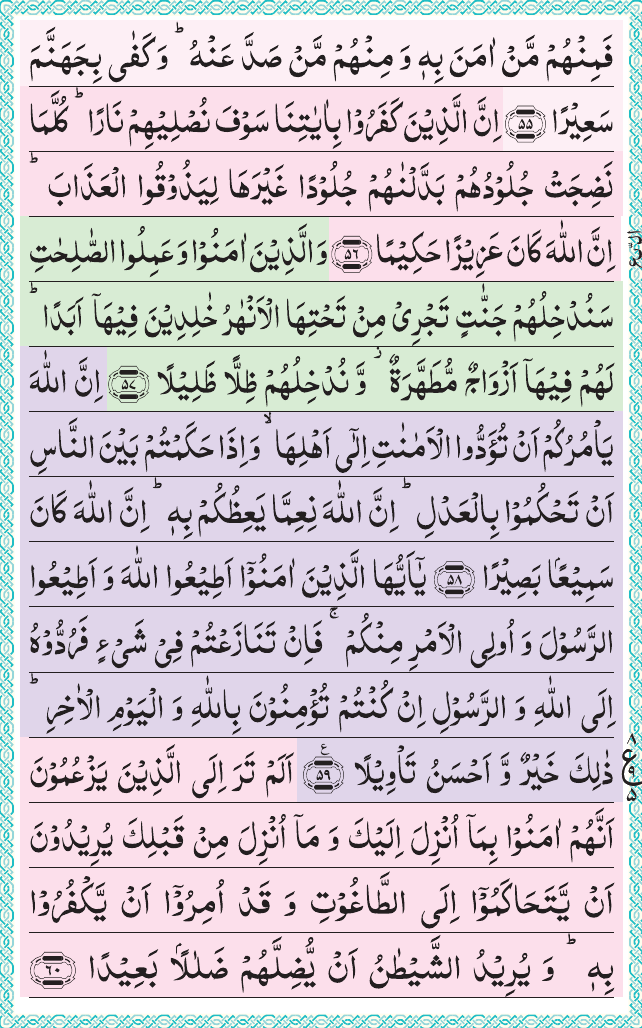 فَمِنْهُمْ مَّنْ اٰمَنَ بِهٖ وَ مِنْهُمْ مَّنْ صَدَّ عَنْهُ ؕ وَ كَفٰى بِجَهَنَّمَ
سَعِيْرًا ﴿۵۵﴾ اِنَّ الَّذِيْنَ كَفَرُوْا بِاٰيٰتِنَا سَوْفَ نُصْلِيْهِمْ نَارًا ؕ كُلَّمَا
نَضِجَتْ جُلُوْدُهُمْ بَدَّلْنٰهُمْ جُلُوْدًا غَيْرَهَا لِيَذُوْقُوا الْعَذَابَ ؕ
اِنَّ اللّٰهَ كَانَ عَزِيْزًا حَكِيْمًا ﴿۵۶﴾ وَ الَّذِيْنَ اٰمَنُوْا وَ عَمِلُوا الصّٰلِحٰتِ
سَنُدْخِلُهُمْ جَنّٰتٍ تَجْرِيْ مِنْ تَحْتِهَا الْاَنْهٰرُ خٰلِدِيْنَ فِيْهَاۤ اَبَدًا ؕ
لَهُمْ فِيْهَاۤ اَزْوَاجٌ مُّطَهَّرَةٌ ؗ وَّ نُدْخِلُهُمْ ظِلًّا ظَلِيْلًا ﴿۵۷﴾ اِنَّ اللّٰهَ
يَاْمُرُكُمْ اَنْ تُؤَدُّوا الْاَمٰنٰتِ اِلٰۤى اَهْلِهَا ۙ وَ اِذَا حَكَمْتُمْ بَيْنَ النَّاسِ
اَنْ تَحْكُمُوْا بِالْعَدْلِ ؕ اِنَّ اللّٰهَ نِعِمَّا يَعِظُكُمْ بِهٖ ؕ اِنَّ اللّٰهَ كَانَ
سَمِيْعًۢا بَصِيْرًا ﴿۵۸﴾ يٰۤاَيُّهَا الَّذِيْنَ اٰمَنُوْۤا اَطِيْعُوا اللّٰهَ وَ اَطِيْعُوا
الرَّسُوْلَ وَ اُولِي الْاَمْرِ مِنْكُمْ ۚ فَاِنْ تَنَازَعْتُمْ فِيْ شَيْءٍ فَرُدُّوْهُ
اِلَى اللّٰهِ وَ الرَّسُوْلِ اِنْ كُنْتُمْ تُؤْمِنُوْنَ بِاللّٰهِ وَ الْيَوْمِ الْاٰخِرِ ؕ
ذٰلِكَ خَيْرٌ وَّ اَحْسَنُ تَاْوِيْلًا ﴿۵۹﴾ ع اَلَمْ تَرَ اِلَى الَّذِيْنَ يَزْعُمُوْنَ
اَنَّهُمْ اٰمَنُوْا بِمَاۤ اُنْزِلَ اِلَيْكَ وَ مَاۤ اُنْزِلَ مِنْ قَبْلِكَ يُرِيْدُوْنَ
اَنْ يَّتَحَاكَمُوْۤا اِلَى الطَّاغُوْتِ وَ قَدْ اُمِرُوْۤا اَنْ يَّكْفُرُوْا
بِهٖ ؕ وَ يُرِيْدُ الشَّيْطٰنُ اَنْ يُّضِلَّهُمْ ضَلٰلًۢا بَعِيْدًا ﴿۶۰﴾